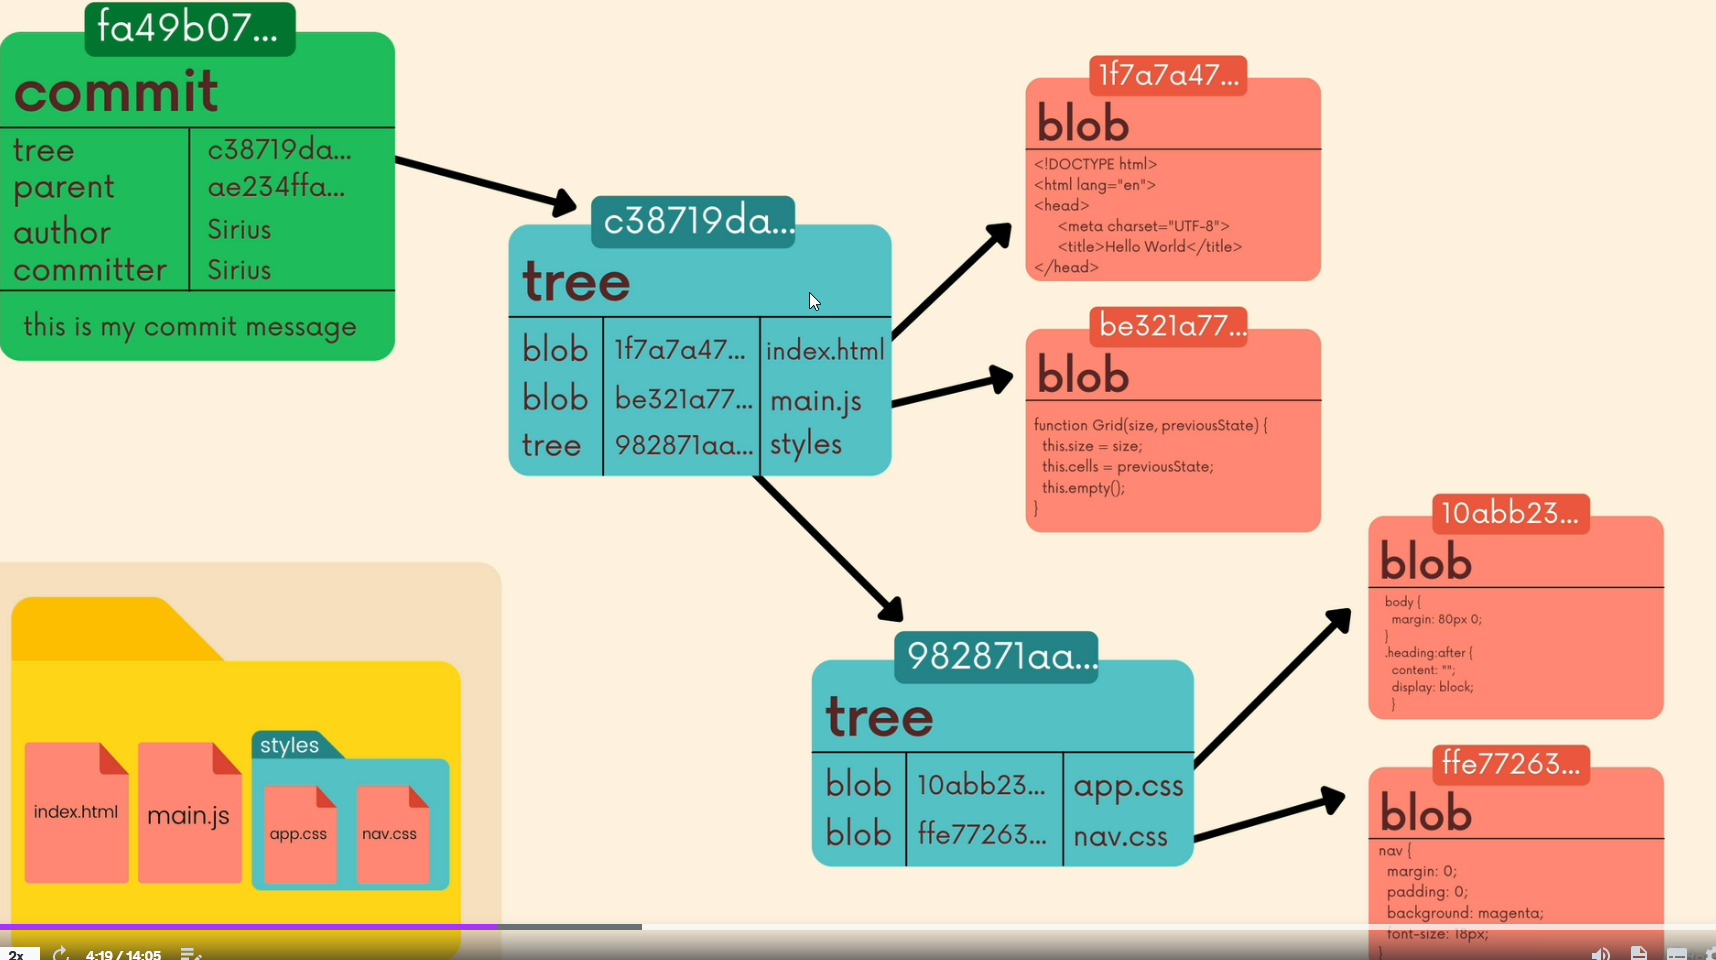 fa49b07...
commit
tree c38719da...
parent ae234ffa...
author Sirius
committer Sirius
this is my commit message
c38719da...
tree
blob 1f7a7a47... index.html
blob be321a77... main.js
tree 982871aa... styles
1f7a7a47...
blob
<!DOCTYPE html>
<html lang="en">
<head>
<meta charset="UTF-8">
<title>Hello World</title>
</head>
be321a77...
blob
function Grid(size, previousState) {
this.size = size;
this.cells = previousState;
this.empty();
}
982871aa...
tree
blob 10abb23... app.css
blob ffe77263... nav.css
10abb23...
blob
body {
margin: 80px 0;
}
.heading:after {
content: "";
display: block;
}
ffe77263...
blob
nav {
margin: 0;
padding: 0;
background: magenta;
font-size: 18px;
}
styles
index.html
main.js
app.css
nav.css
2x
4:19 / 14:05